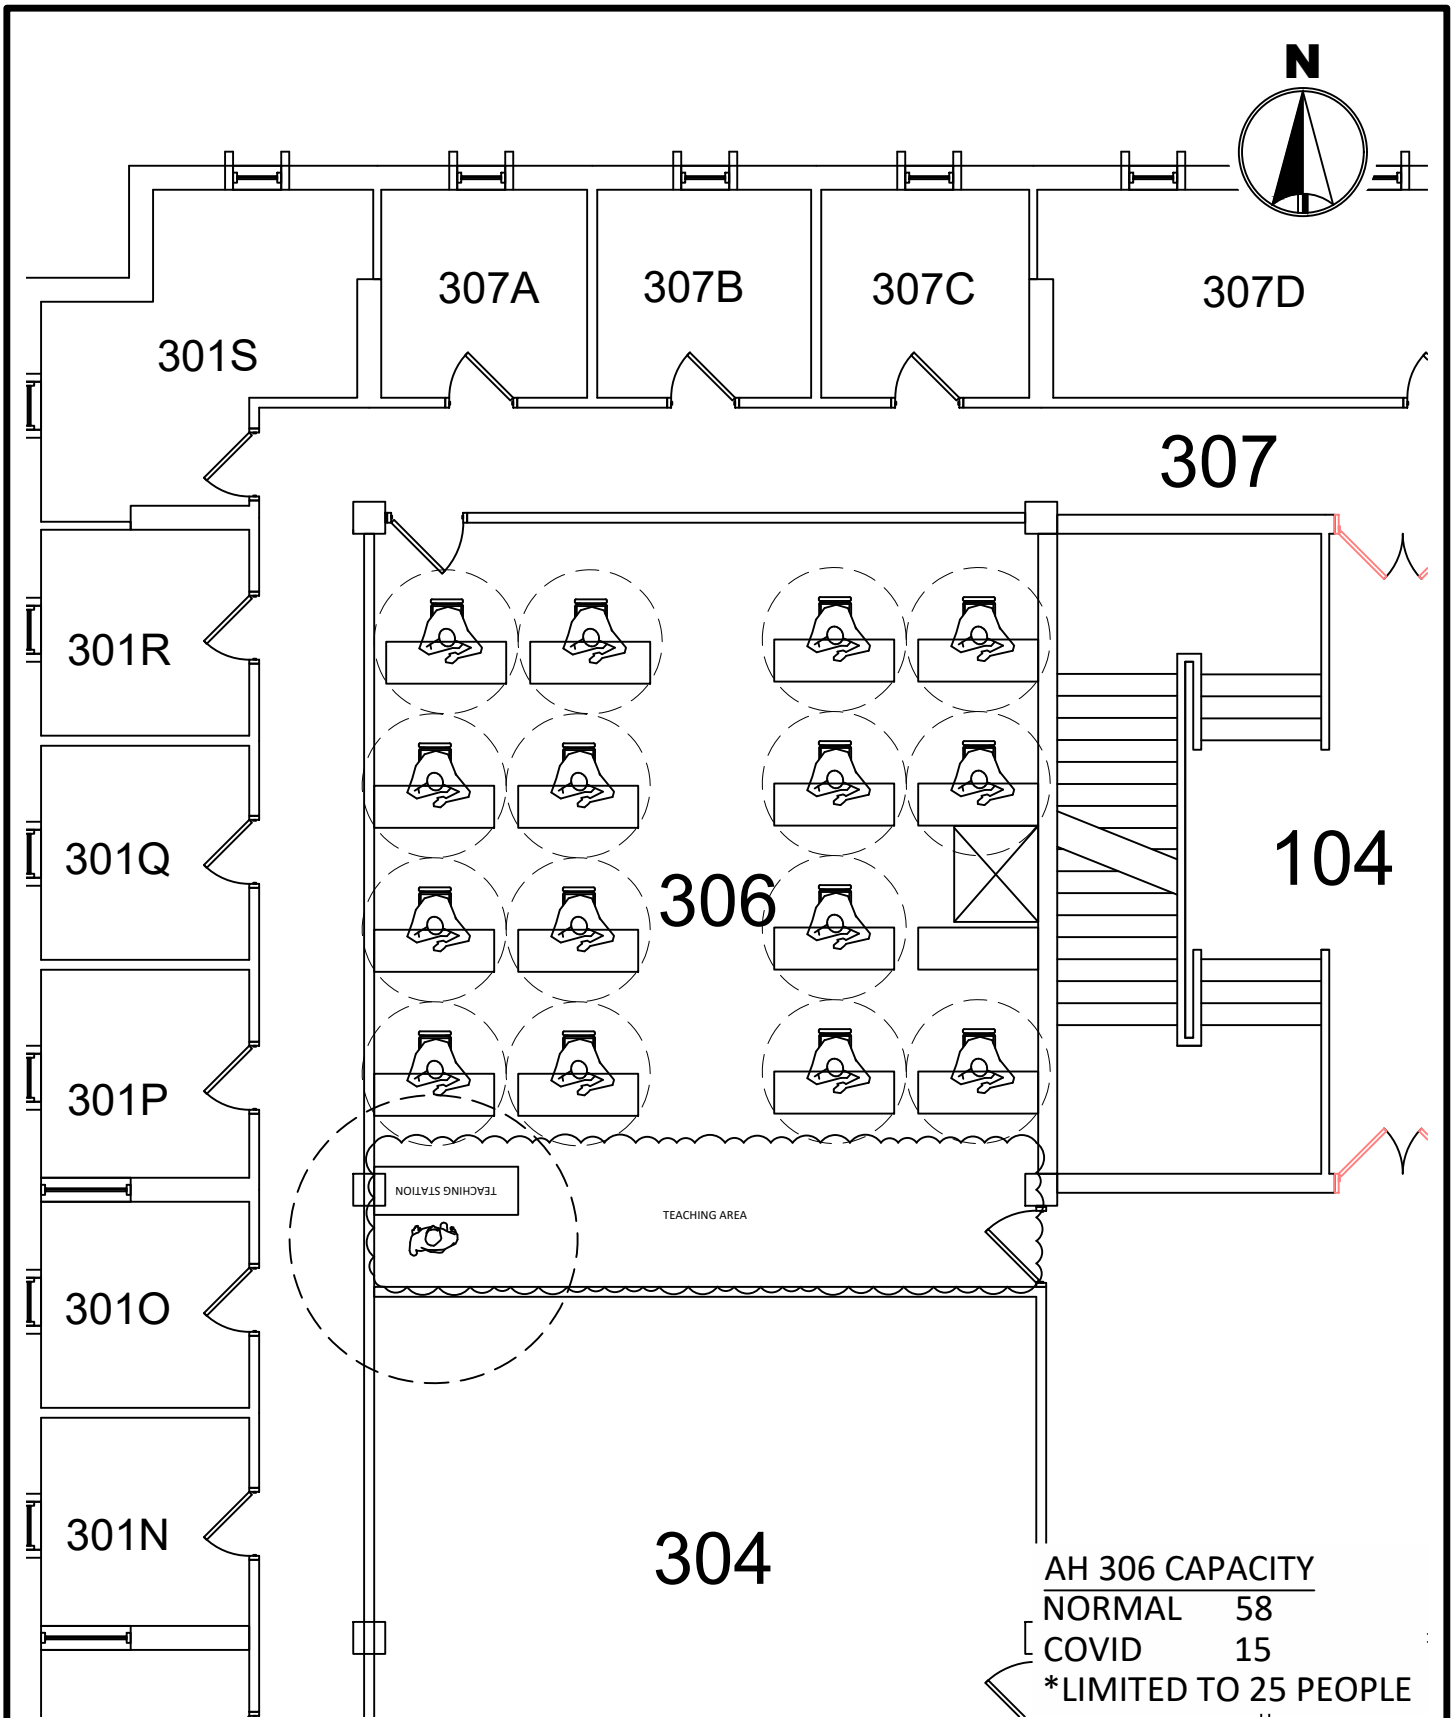 N
307A
307B
307C
307D
301S
307
301R
301Q
306
104
301P
TEACHING STATION
TEACHING AREA
301O
301N
304
AH 306 CAPACITY
NORMAL 58
COVID 15
*LIMITED TO 25 PEOPLE